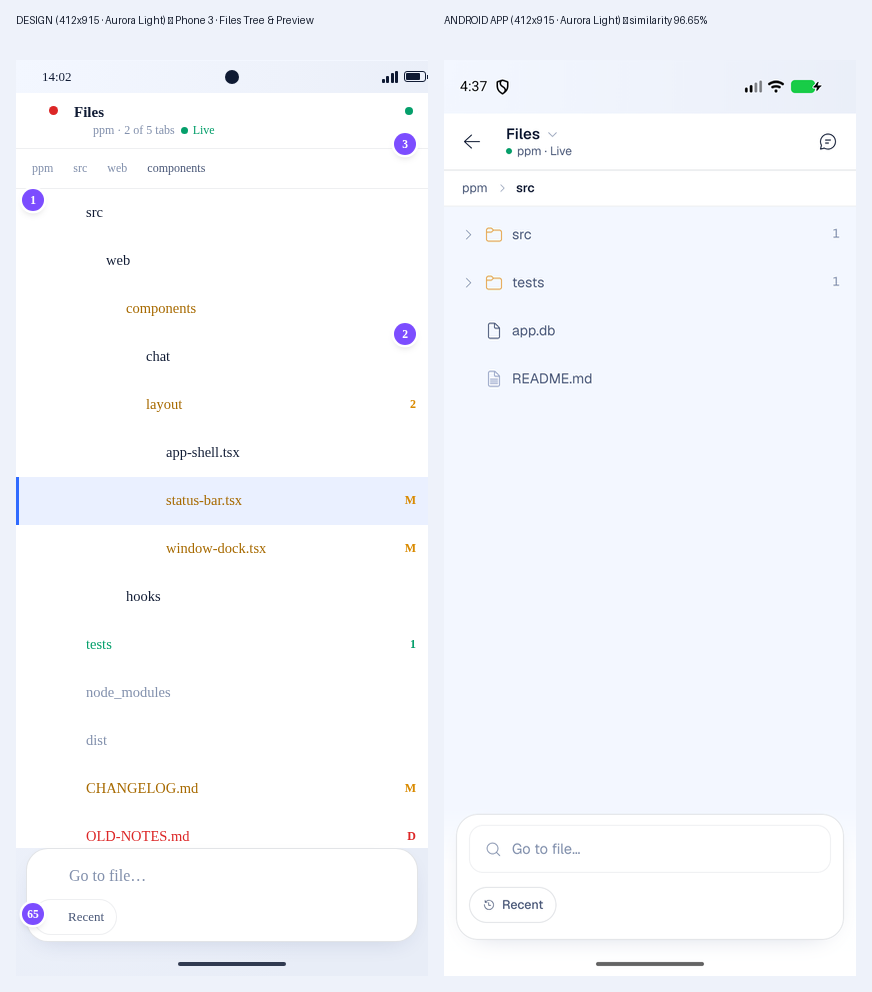 DESIGN (412x915 · Aurora Light) Phone 3 · Files Tree & Preview
14:02
Files
ppm · 2 of 5 tabs Live
3
ppm src web components
1
src
web
components
2
chat
layout 2
app-shell.tsx
status-bar.tsx M
window-dock.tsx M
hooks
tests 1
node_modules
dist
CHANGELOG.md M
OLD-NOTES.md D
Go to file…
65 Recent
ANDROID APP (412x915 · Aurora Light) similarity 96.65%
4:37
Files
ppm · Live
ppm > src
src 1
tests 1
app.db
README.md
Go to file...
Recent